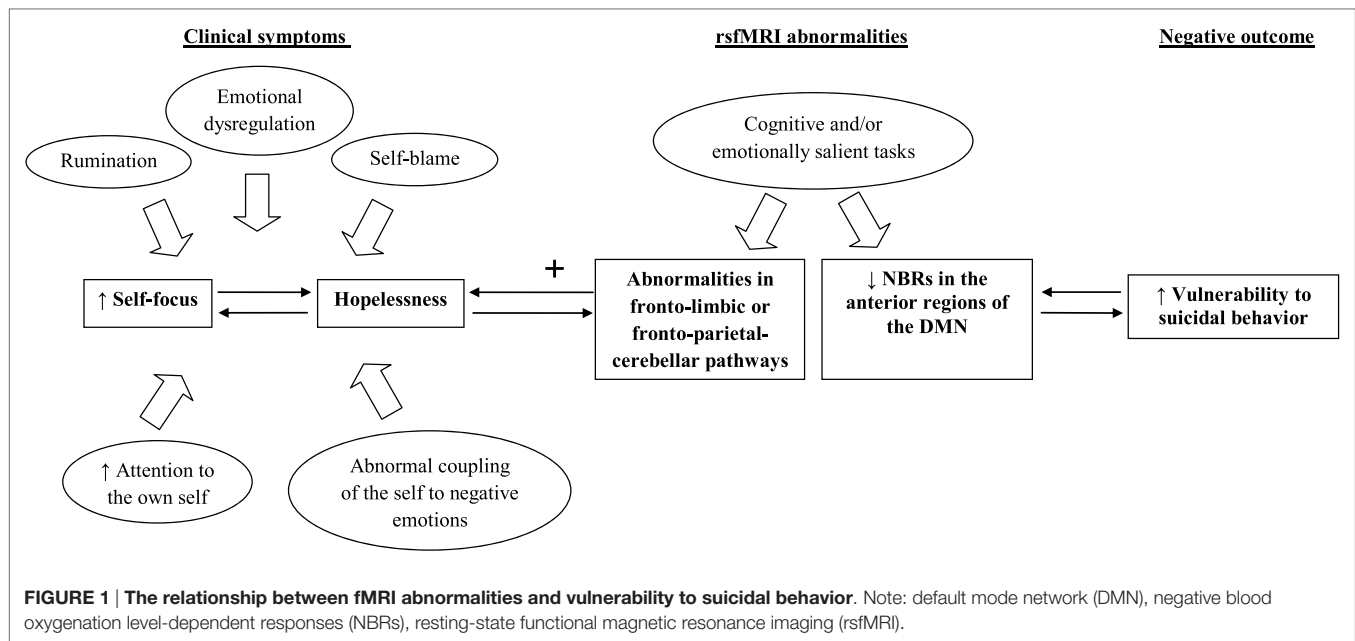 Clinical symptoms
rsfMRI abnormalities
Negative outcome
Emotional
dysregulation
Rumination
Self-blame
Cognitive and/or
emotionally salient tasks
↑ Self-focus
Hopelessness
+
Abnormalities in
fronto-limbic or
fronto-parietal-
cerebellar pathways
↓ NBRs in the
anterior regions of
the DMN
↑ Vulnerability to
suicidal behavior
↑ Attention to
the own self
Abnormal coupling
of the self to negative
emotions
FIGURE 1 | The relationship between fMRI abnormalities and vulnerability to suicidal behavior. Note: default mode network (DMN), negative blood
oxygenation level-dependent responses (NBRs), resting-state functional magnetic resonance imaging (rsfMRI).